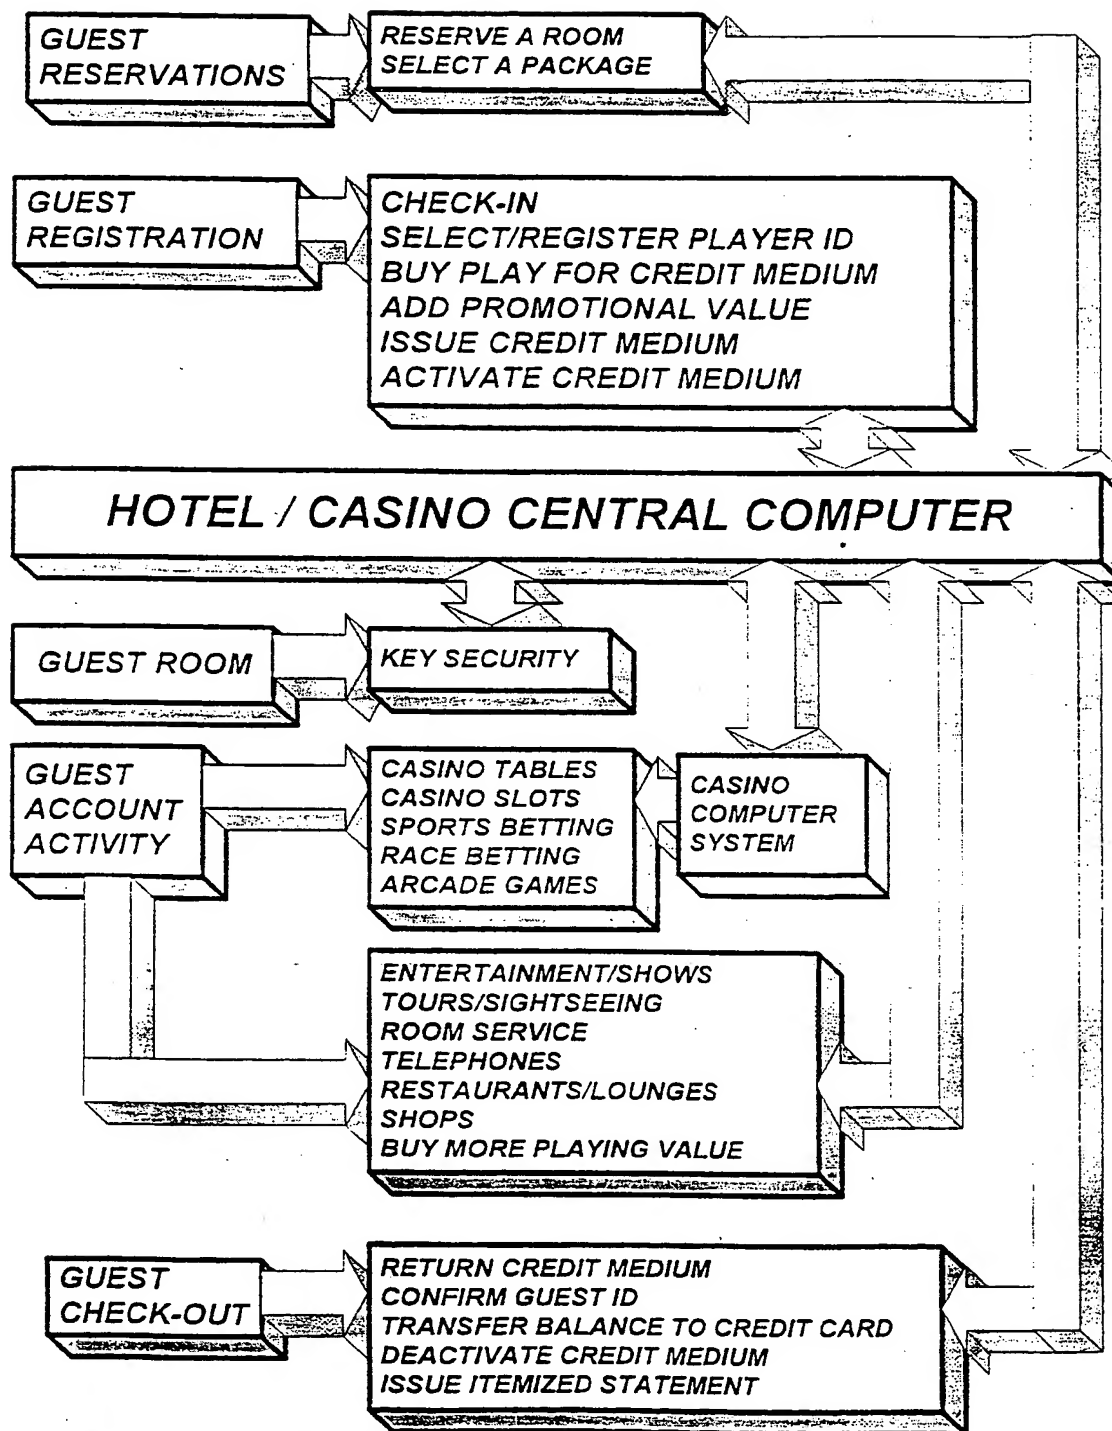 GUEST
RESERVATIONS
RESERVE A ROOM
SELECT A PACKAGE
GUEST
REGISTRATION
CHECK-IN
SELECT/REGISTER PLAYER ID
BUY PLAY FOR CREDIT MEDIUM
ADD PROMOTIONAL VALUE
ISSUE CREDIT MEDIUM
ACTIVATE CREDIT MEDIUM
HOTEL / CASINO CENTRAL COMPUTER
GUEST ROOM
KEY SECURITY
GUEST
ACCOUNT
ACTIVITY
CASINO TABLES
CASINO SLOTS
SPORTS BETTING
RACE BETTING
ARCADE GAMES
CASINO
COMPUTER
SYSTEM
ENTERTAINMENT/SHOWS
TOURS/SIGHTSEEING
ROOM SERVICE
TELEPHONES
RESTAURANTS/LOUNGES
SHOPS
BUY MORE PLAYING VALUE
GUEST
CHECK-OUT
RETURN CREDIT MEDIUM
CONFIRM GUEST ID
TRANSFER BALANCE TO CREDIT CARD
DEACTIVATE CREDIT MEDIUM
ISSUE ITEMIZED STATEMENT